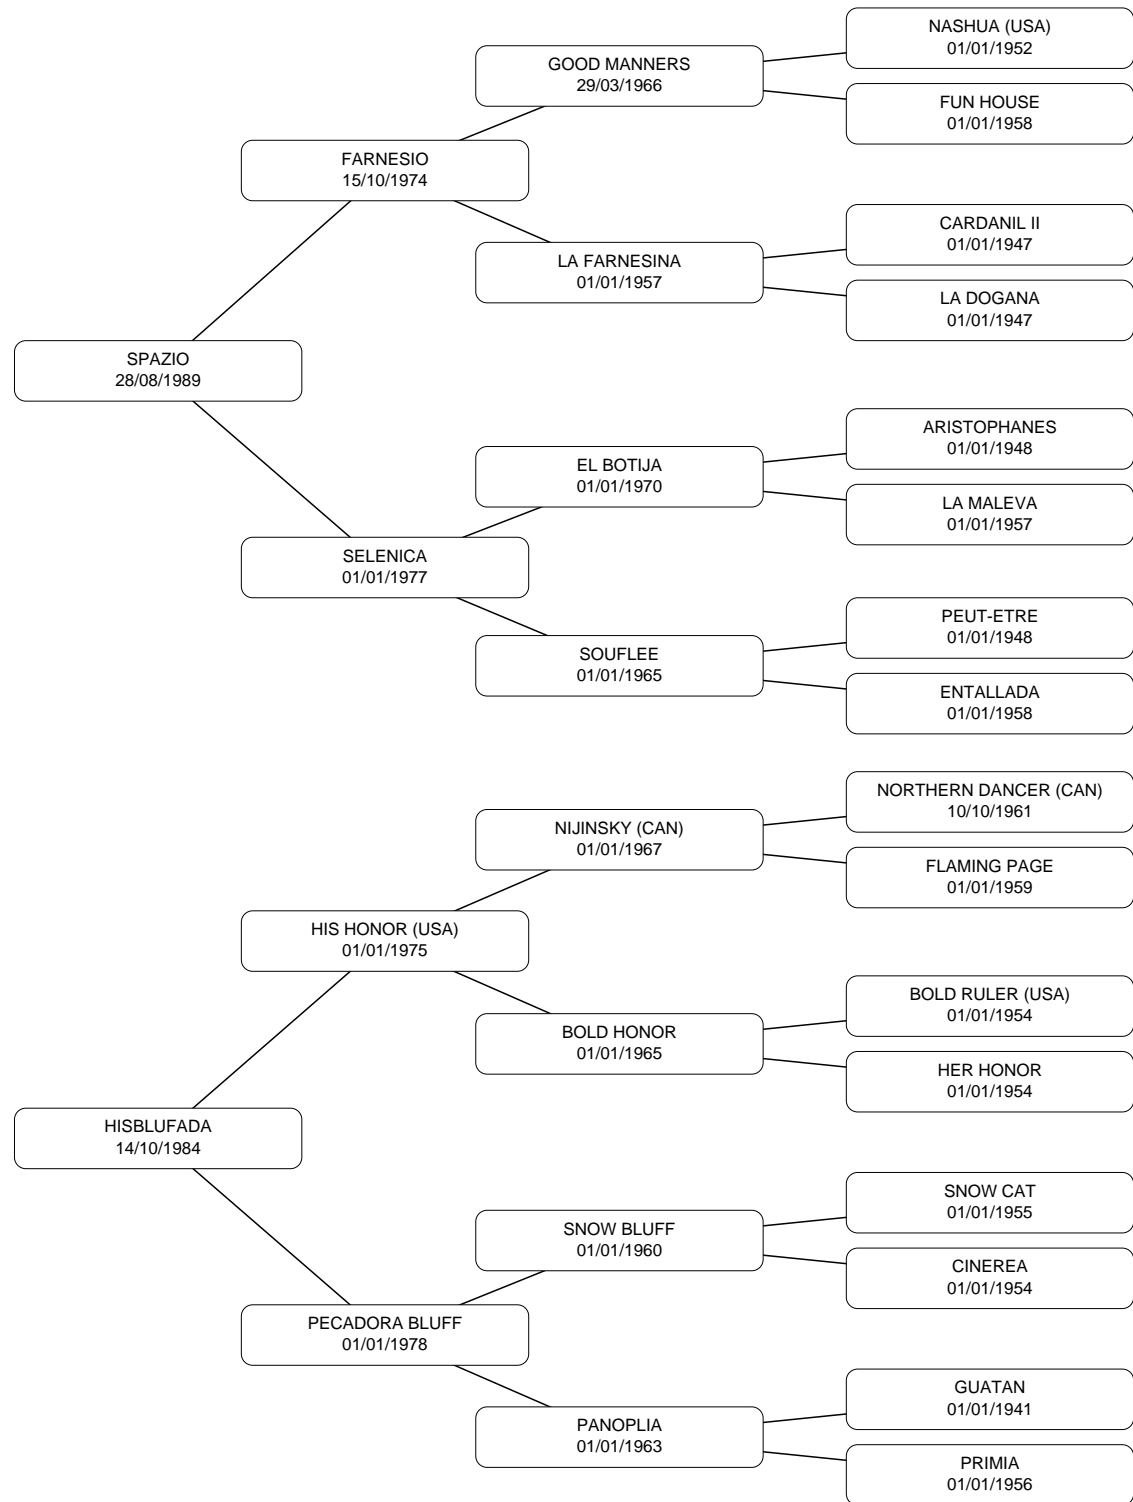 NASHUA (USA)
01/01/1952
GOOD MANNERS
29/03/1966
FUN HOUSE
01/01/1958
FARNESIO
15/10/1974
CARDANIL II
01/01/1947
LA FARNESINA
01/01/1957
LA DOGANA
01/01/1947
SPAZIO
28/08/1989
ARISTOPHANES
01/01/1948
EL BOTIJA
01/01/1970
LA MALEVA
01/01/1957
SELENICA
01/01/1977
PEUT-ETRE
01/01/1948
SOUFLEE
01/01/1965
ENTALLADA
01/01/1958
NORTHERN DANCER (CAN)
10/10/1961
NIJINSKY (CAN)
01/01/1967
FLAMING PAGE
01/01/1959
HIS HONOR (USA)
01/01/1975
BOLD RULER (USA)
01/01/1954
BOLD HONOR
01/01/1965
HER HONOR
01/01/1954
HISBLUFADA
14/10/1984
SNOW CAT
01/01/1955
SNOW BLUFF
01/01/1960
CINEREA
01/01/1954
PECADORA BLUFF
01/01/1978
GUATAN
01/01/1941
PANOPLIA
01/01/1963
PRIMIA
01/01/1956